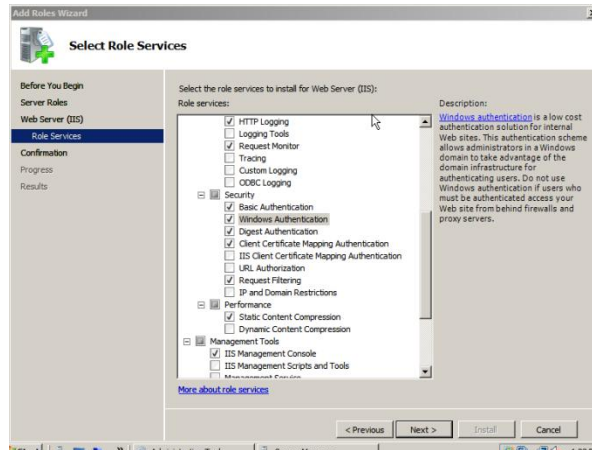 Add Roles Wizard
Select Role Services
Before You Begin
Server Roles
Web Server (IIS)
Role Services
Confirmation
Progress
Results
Select the role services to install for Web Server (IIS):
Role services:
HTTP Logging
Logging Tools
Request Monitor
Tracing
Custom Logging
ODBC Logging
Security
Basic Authentication
Windows Authentication
Digest Authentication
Client Certificate Mapping Authentication
IIS Client Certificate Mapping Authentication
URL Authorization
Request Filtering
IP and Domain Restrictions
Performance
Static Content Compression
Dynamic Content Compression
Management Tools
IIS Management Console
IIS Management Scripts and Tools
Management Service
More about role services
Description:
Windows authentication is a low cost
authentication solution for internal
Web sites. This authentication scheme
allows administrators in a Windows
domain to take advantage of the
domain infrastructure for
authenticating users. Do not use
Windows authentication if users who
must be authenticated access your
Web site from behind firewalls and
proxy servers.
< Previous
Next >
Install
Cancel